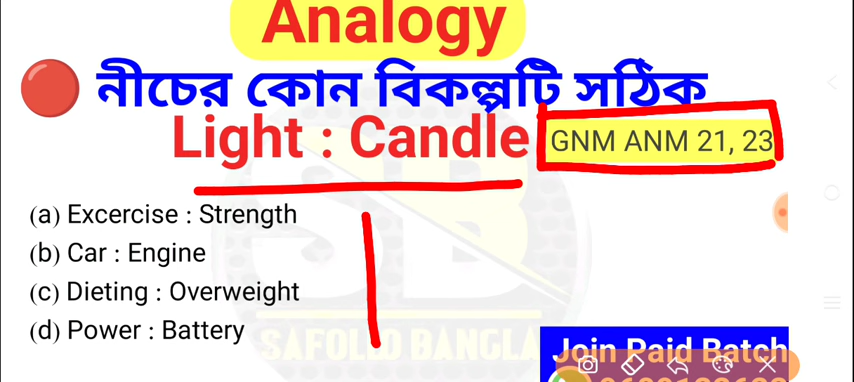 Analogy
নীচের কোন বিকল্পটি সঠিক
Light : Candle GNM ANM 21, 23
(a) Excercise : Strength
(b) Car : Engine
(c) Dieting : Overweight
(d) Power : Battery
SAFOLLO BANGLA
Join Paid Batch